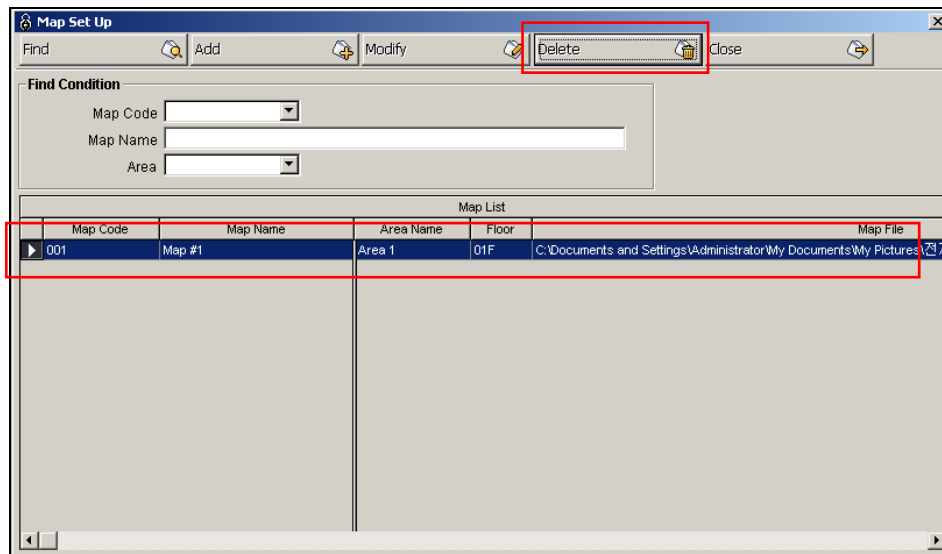 Map Set Up
Find Add Modify Delete Close
Find Condition
Map Code
Map Name
Area
Map List
Map Code Map Name Area Name Floor Map File
001 Map #1 Area 1 01F C:\Documents and Settings\Administrator\My Documents\My Pictures\전